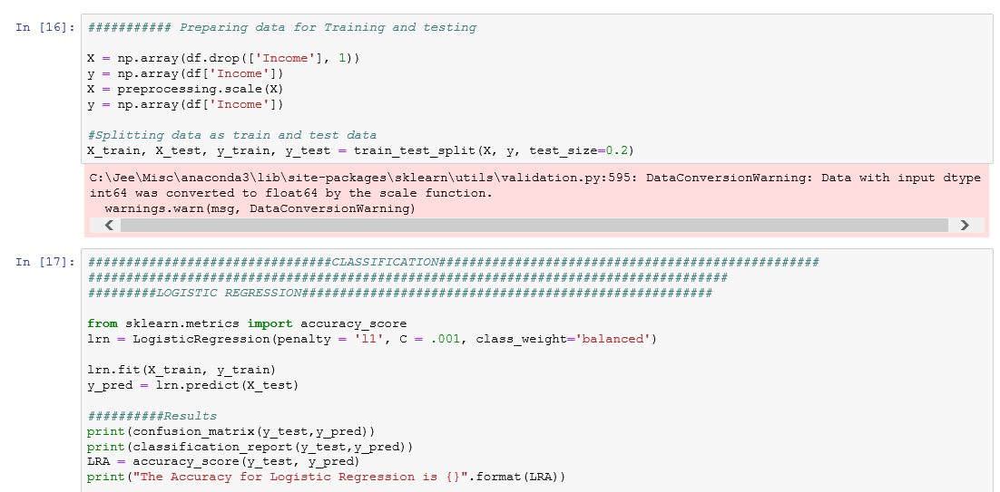 In [16]:
########### Preparing data for Training and testing
X = np.array(df.drop(['Income'], 1))
y = np.array(df['Income'])
X = preprocessing.scale(X)
y = np.array(df['Income'])
#Splitting data as train and test data
X_train, X_test, y_train, y_test = train_test_split(X, y, test_size=0.2)
C:\Jee\Misc\anaconda3\lib\site-packages\sklearn\utils\validation.py:595: DataConversionWarning: Data with input dtype
int64 was converted to float64 by the scale function.
warnings.warn(msg, DataConversionWarning)
In [17]:
################################CLASSIFICATION##################################################
####################################################################################
#########LOGISTIC REGRESSION######################################################
from sklearn.metrics import accuracy_score
lrn = LogisticRegression(penalty = 'l1', C = .001, class_weight='balanced')
lrn.fit(X_train, y_train)
y_pred = lrn.predict(X_test)
##########Results
print(confusion_matrix(y_test,y_pred))
print(classification_report(y_test,y_pred))
LRA = accuracy_score(y_test, y_pred)
print("The Accuracy for Logistic Regression is {}".format(LRA))